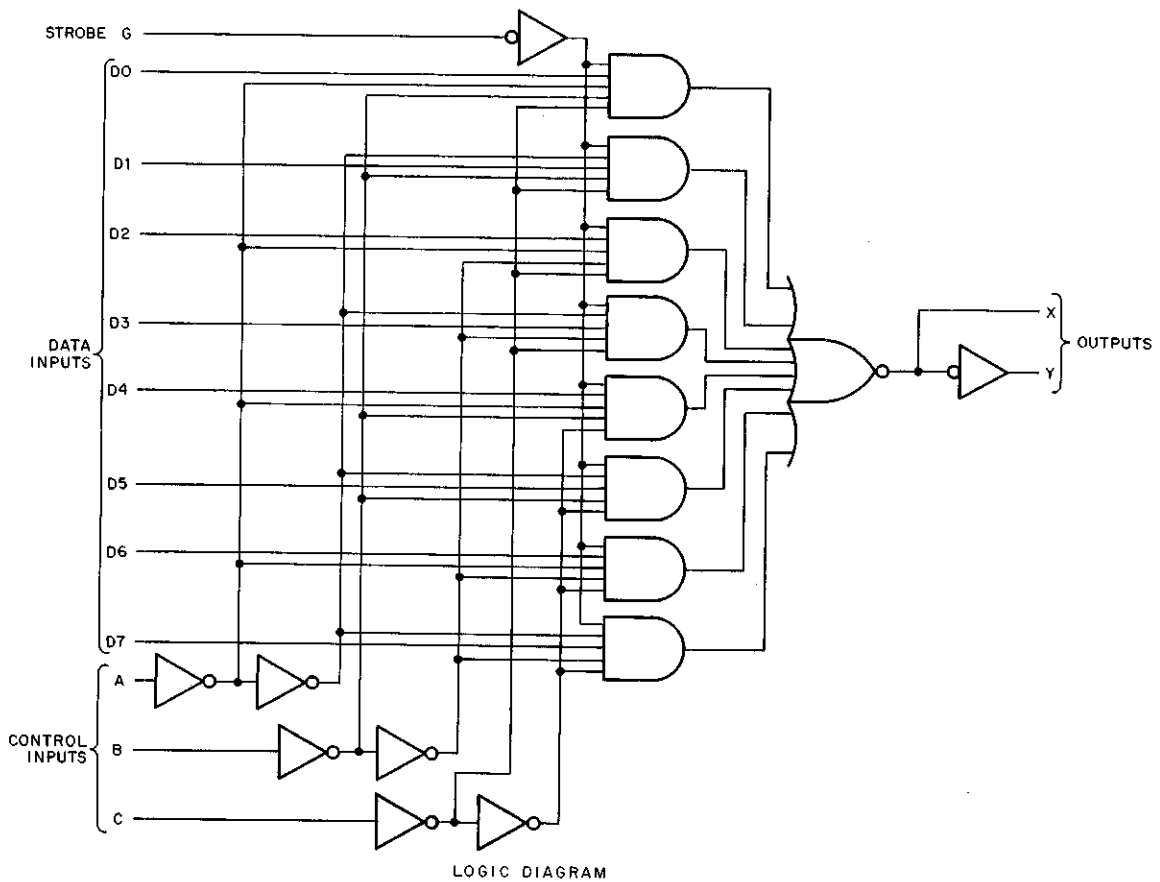 STROBE G
D0
D1
D2
D3
DATA
INPUTS
D4
D5
D6
D7
A
CONTROL
INPUTS
B
C
X
OUTPUTS
Y
LOGIC DIAGRAM